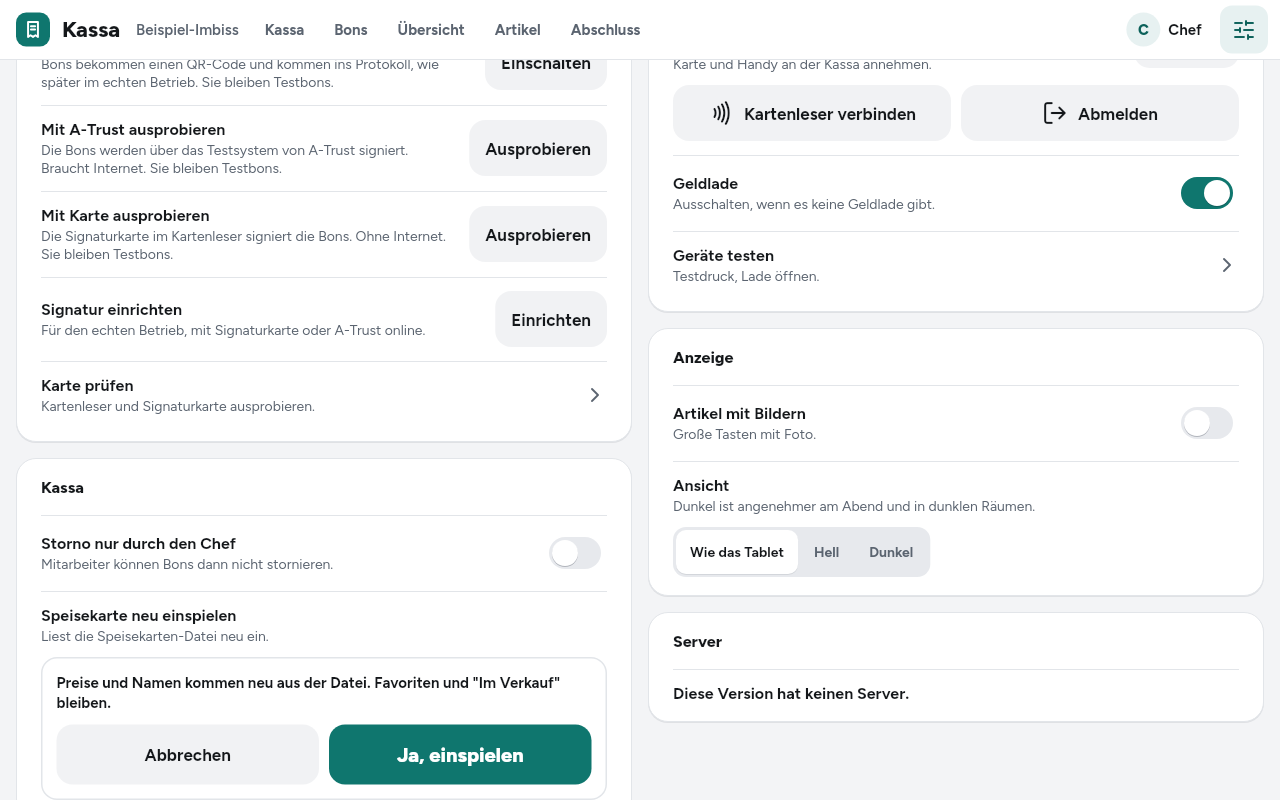 Kassa
Beispiel-Imbiss
Kassa
Bons
Übersicht
Artikel
Abschluss
C
Chef
Bons bekommen einen QR-Code und kommen ins Protokoll, wie
später im echten Betrieb. Sie bleiben Testbons.
Einschalten
Mit A-Trust ausprobieren
Die Bons werden über das Testsystem von A-Trust signiert.
Braucht Internet. Sie bleiben Testbons.
Ausprobieren
Mit Karte ausprobieren
Die Signaturkarte im Kartenleser signiert die Bons. Ohne Internet.
Sie bleiben Testbons.
Ausprobieren
Signatur einrichten
Für den echten Betrieb, mit Signaturkarte oder A-Trust online.
Einrichten
Karte prüfen
Kartenleser und Signaturkarte ausprobieren.
Kassa
Storno nur durch den Chef
Mitarbeiter können Bons dann nicht stornieren.
Speisekarte neu einspielen
Liest die Speisekarten-Datei neu ein.
Preise und Namen kommen neu aus der Datei. Favoriten und "Im Verkauf"
bleiben.
Abbrechen
Ja, einspielen
Karte und Handy an der Kassa annehmen.
Kartenleser verbinden
Abmelden
Geldlade
Ausschalten, wenn es keine Geldlade gibt.
Geräte testen
Testdruck, Lade öffnen.
Anzeige
Artikel mit Bildern
Große Tasten mit Foto.
Ansicht
Dunkel ist angenehmer am Abend und in dunklen Räumen.
Wie das Tablet
Hell
Dunkel
Server
Diese Version hat keinen Server.